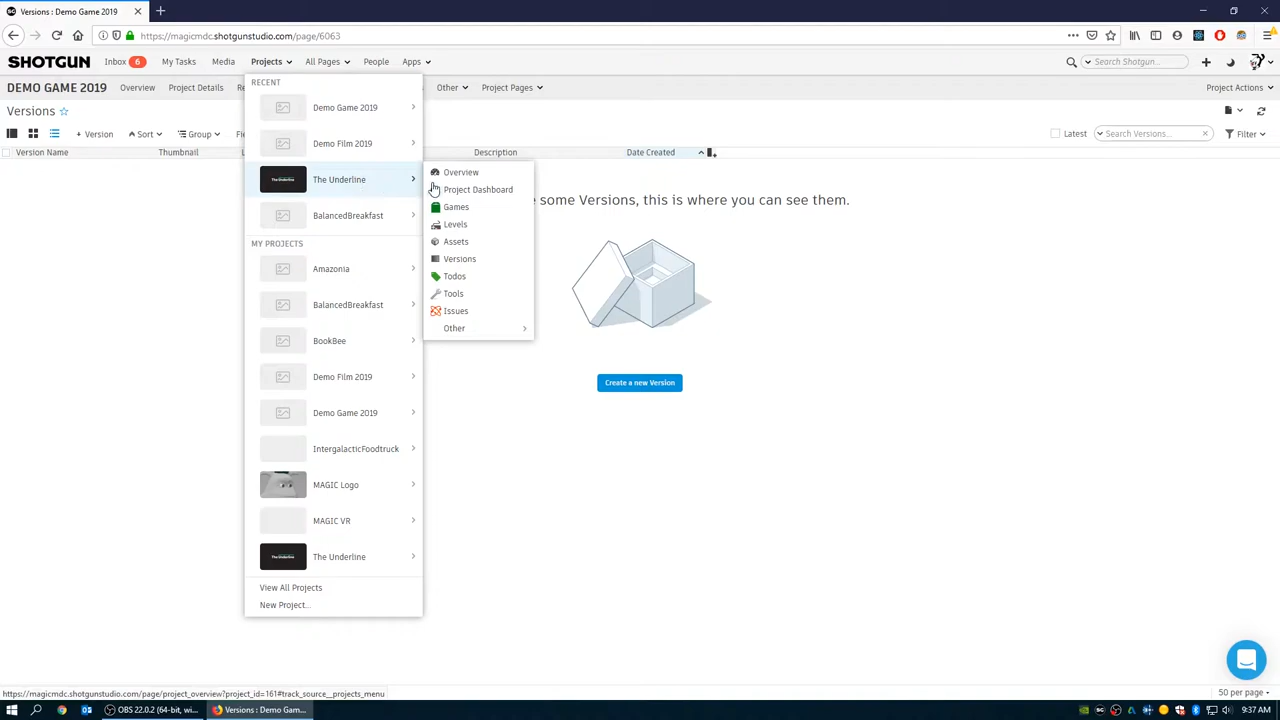 Versions : Demo Game 2019
https://magicmdc.shotgunstudio.com/page/6063
SHOTGUN Inbox 6 My Tasks Media Projects All Pages People Apps Search Shotgun...
DEMO GAME 2019 Overview Project Details Other Project Pages Project Actions
Versions
+ Version Sort Group Latest Search Versions... Filter
Version Name Thumbnail Description Date Created
RECENT
Demo Game 2019
Demo Film 2019
The Underline
BalancedBreakfast
MY PROJECTS
Amazonia
BalancedBreakfast
BookBee
Demo Film 2019
Demo Game 2019
IntergalacticFoodtruck
MAGIC Logo
MAGIC VR
The Underline
View All Projects
New Project...
Overview
Project Dashboard
Games
Levels
Assets
Versions
Todos
Tools
Issues
Other
some Versions, this is where you can see them.
Create a new Version
https://magicmdc.shotgunstudio.com/page/project_overview?project_id=161#track_source__projects_menu
50 per page
OBS 22.0.2 (64-bit, wi... Versions : Demo Gam... 9:37 AM